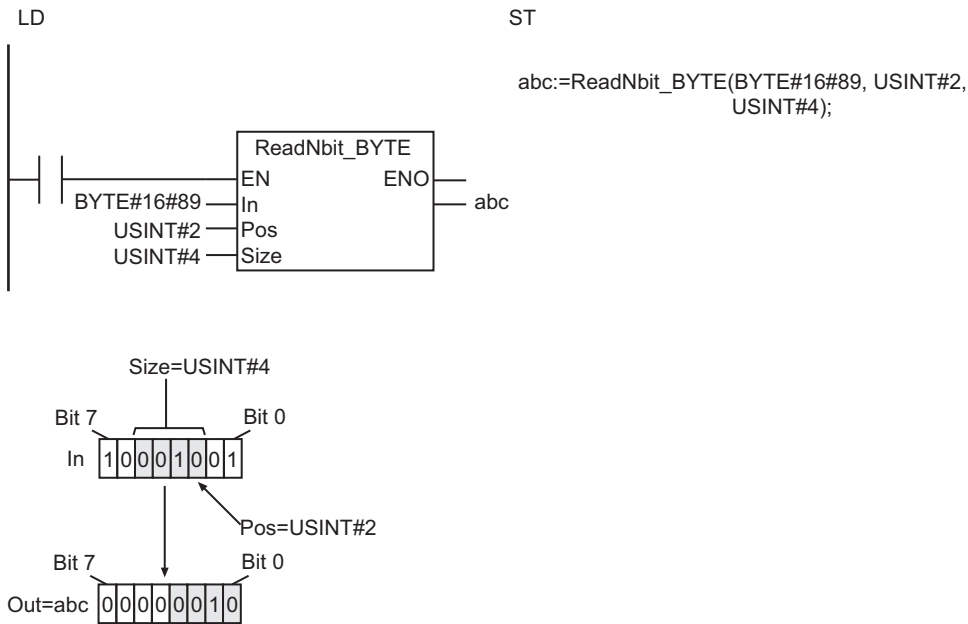 LD
ST
abc:=ReadNbit_BYTE(BYTE#16#89, USINT#2,
USINT#4);
ReadNbit_BYTE
EN ENO
BYTE#16#89 In abc
USINT#2 Pos
USINT#4 Size
Size=USINT#4
Bit 7 Bit 0
In 1 0 0 0 1 0 0 1
Pos=USINT#2
Bit 7 Bit 0
Out=abc 0 0 0 0 0 0 1 0